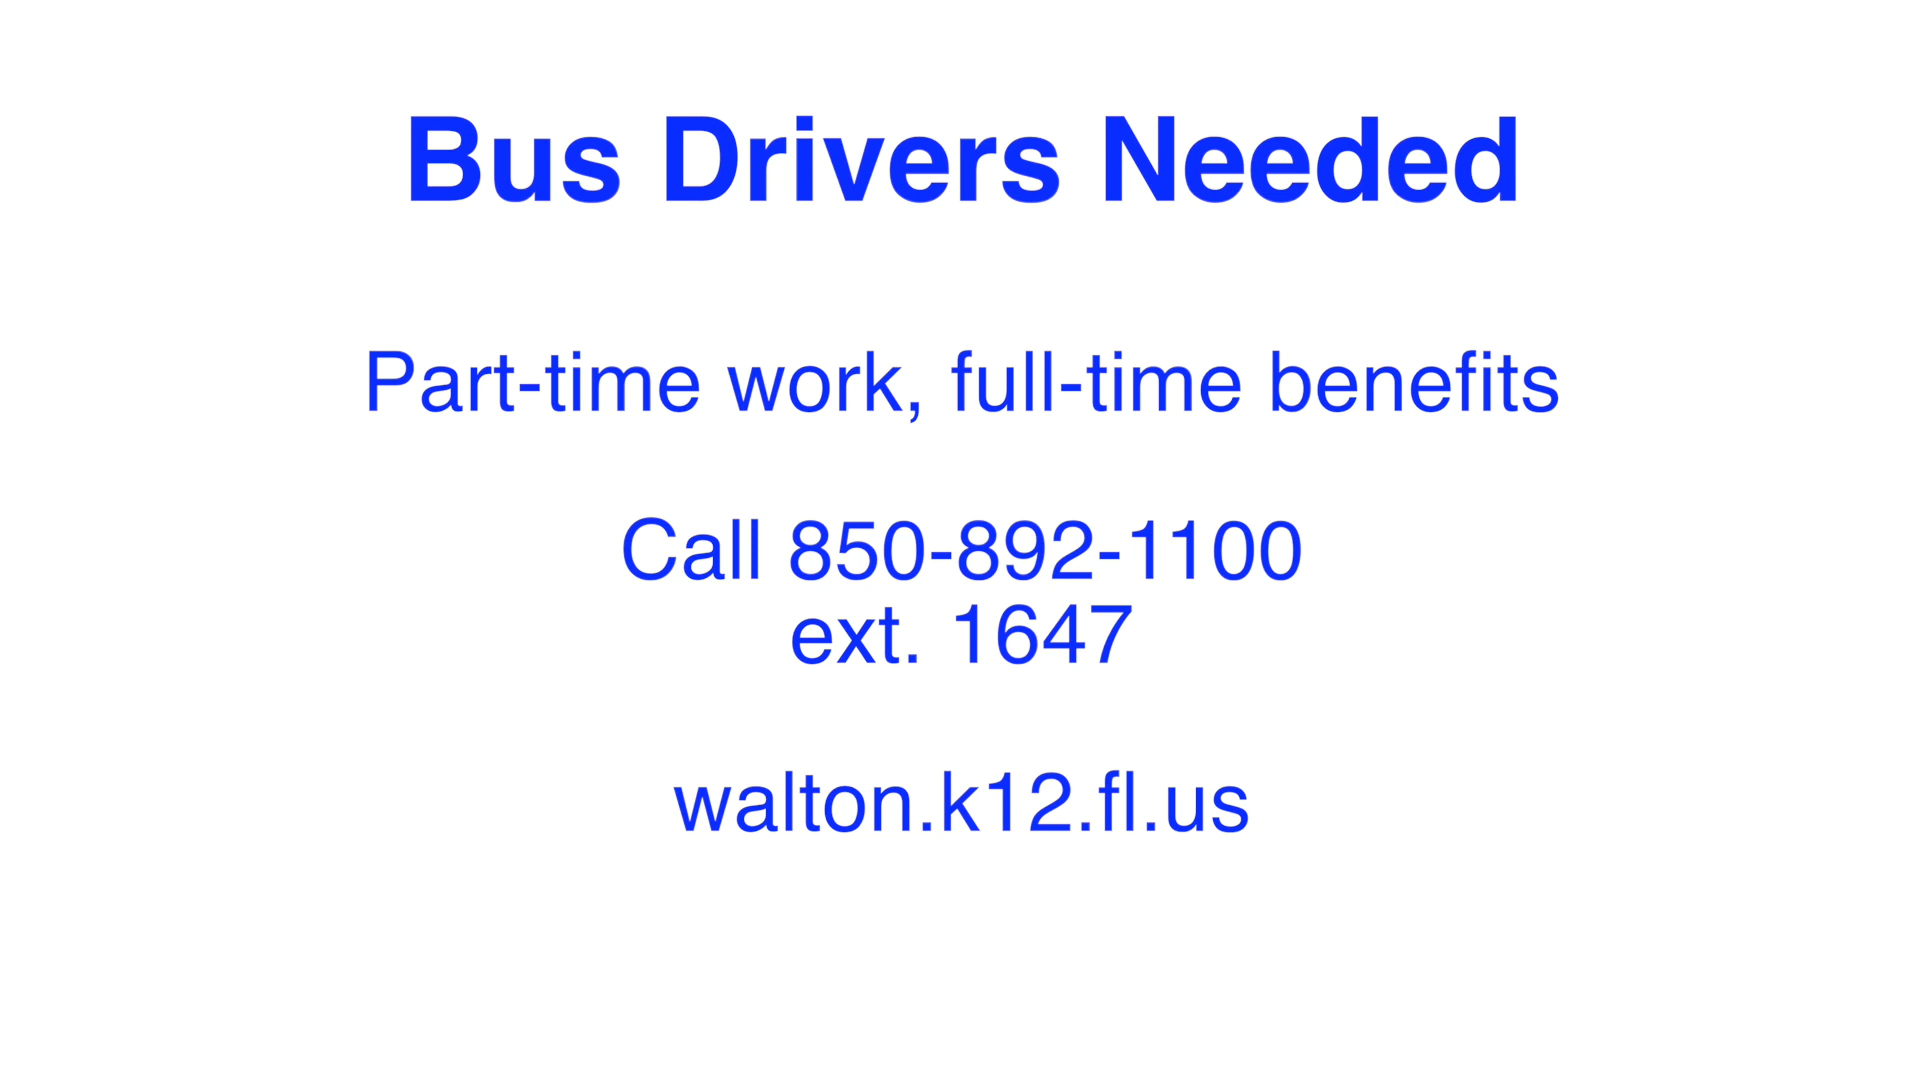 Bus Drivers Needed
Part-time work, full-time benefits
Call 850-892-1100
ext. 1647
walton.k12.fl.us